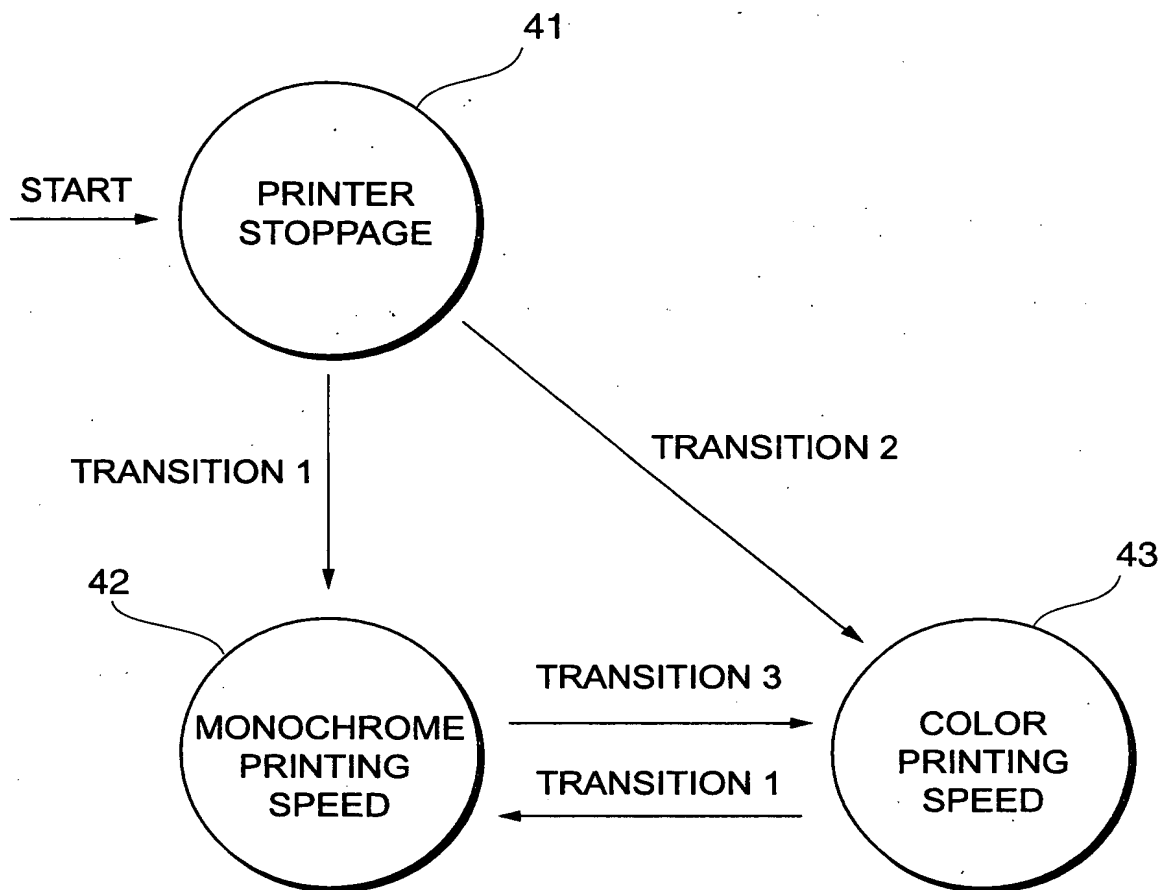 41
START
PRINTER
STOPPAGE
TRANSITION 1
TRANSITION 2
42
43
MONOCHROME
PRINTING
SPEED
TRANSITION 3
TRANSITION 1
COLOR
PRINTING
SPEED